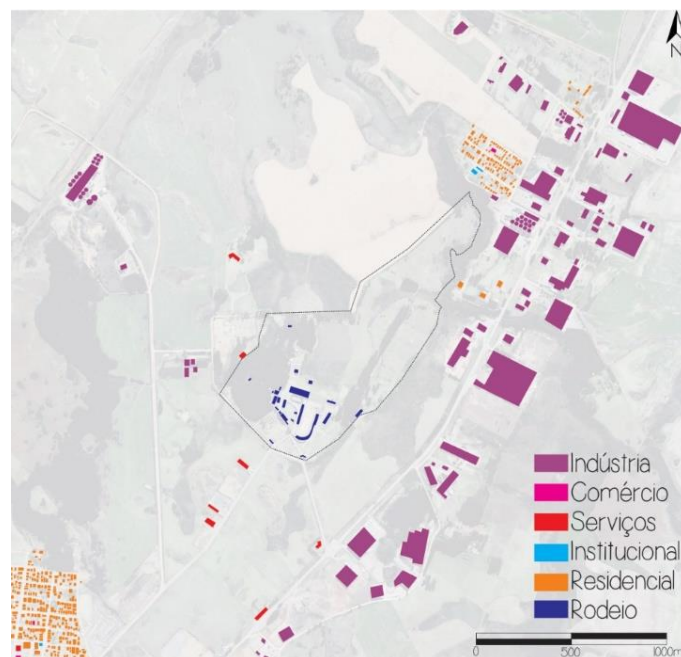 N
Indústria
Comércio
Serviços
Institucional
Residencial
Rodeio
0 500 1000m